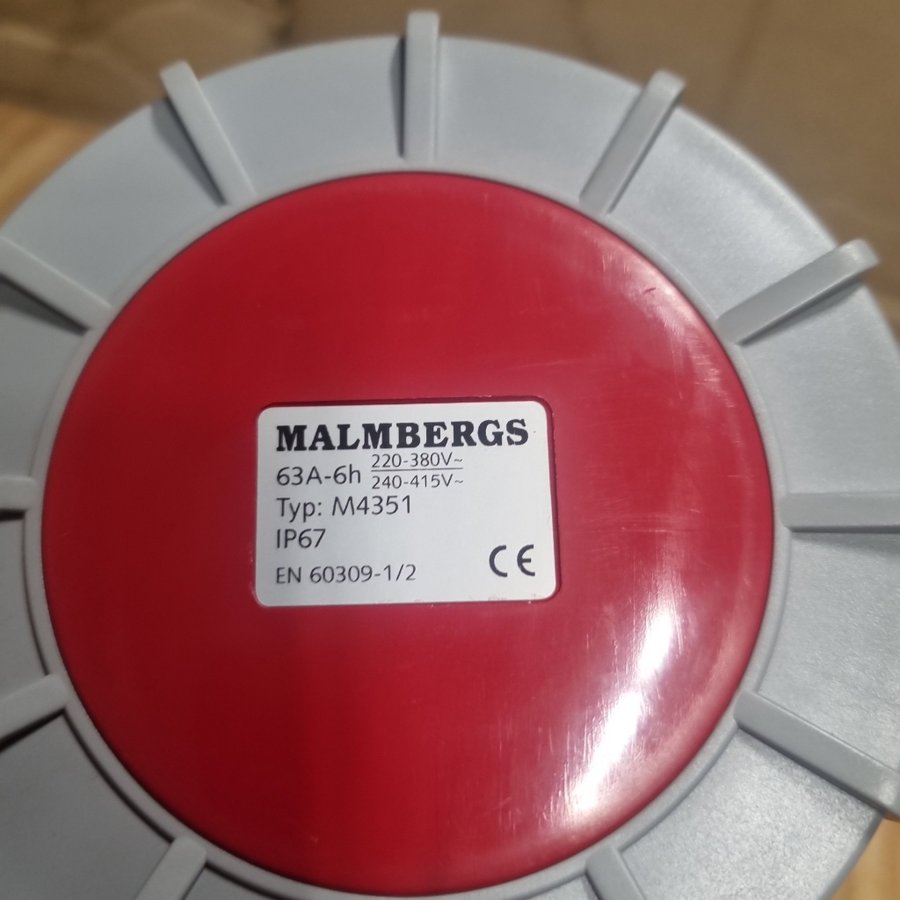 MALMBERGS
63A-6h 220-380V~
240-415V~
Typ: M4351
IP67
EN 60309-1/2 CE